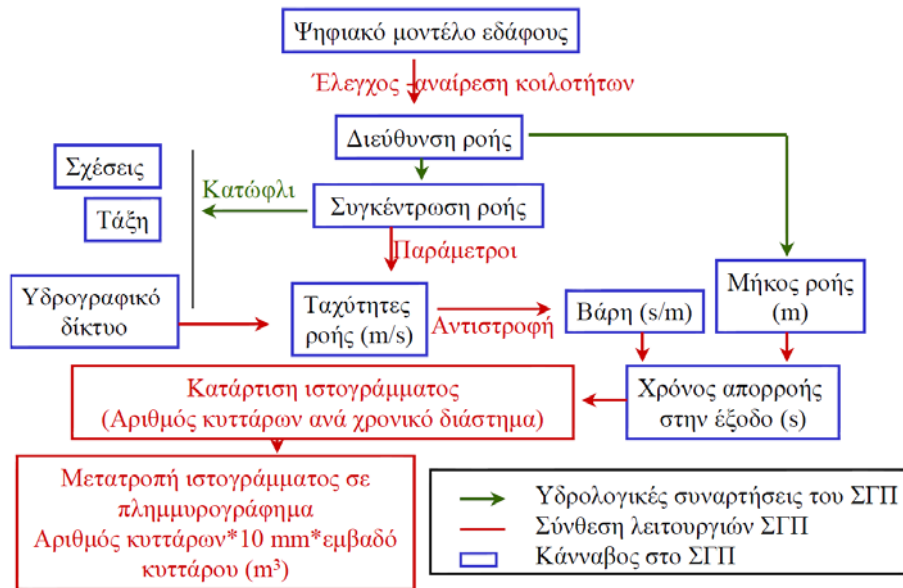 Ψηφιακό μοντέλο εδάφους
Έλεγχος -αναίρεση κοιλοτήτων
Διεύθυνση ροής
Σχέσεις
Κατώφλι
Τάξη
Συγκέντρωση ροής
Παράμετροι
Υδρογραφικό
δίκτυο
Ταχύτητες
ροής (m/s)
Αντιστροφή
Βάρη (s/m)
Μήκος ροής
(m)
Κατάρτιση ιστογράμματος
(Αριθμός κυττάρων ανά χρονικό διάστημα)
Χρόνος απορροής
στην έξοδο (s)
Μετατροπή ιστογράμματος σε
πλημμυρογράφημα
Αριθμός κυττάρων*10 mm*εμβαδό
κυττάρου (m³)
Υδρολογικές συναρτήσεις του ΣΓΠ
Σύνθεση λειτουργιών ΣΓΠ
Κάνναβος στο ΣΓΠ